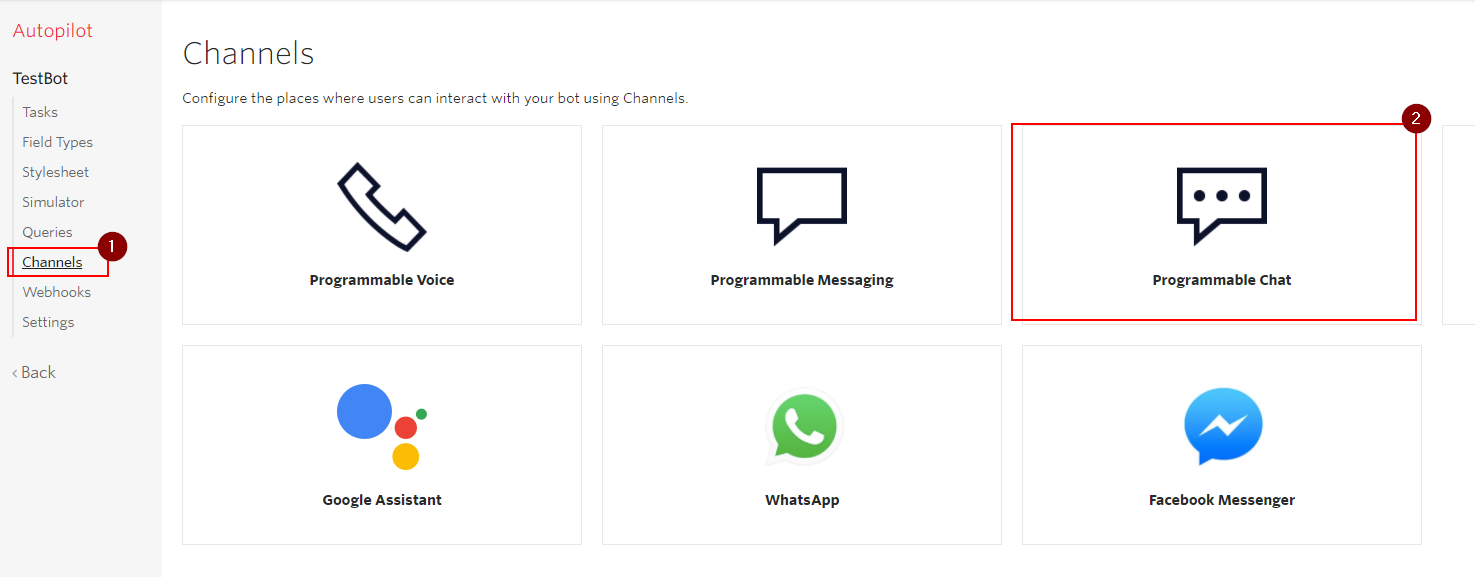 Autopilot
TestBot
Tasks
Field Types
Stylesheet
Simulator
Queries
1
Channels
Webhooks
Settings
‹ Back
Channels
Configure the places where users can interact with your bot using Channels.
2
Programmable Voice
Programmable Messaging
Programmable Chat
Google Assistant
WhatsApp
Facebook Messenger